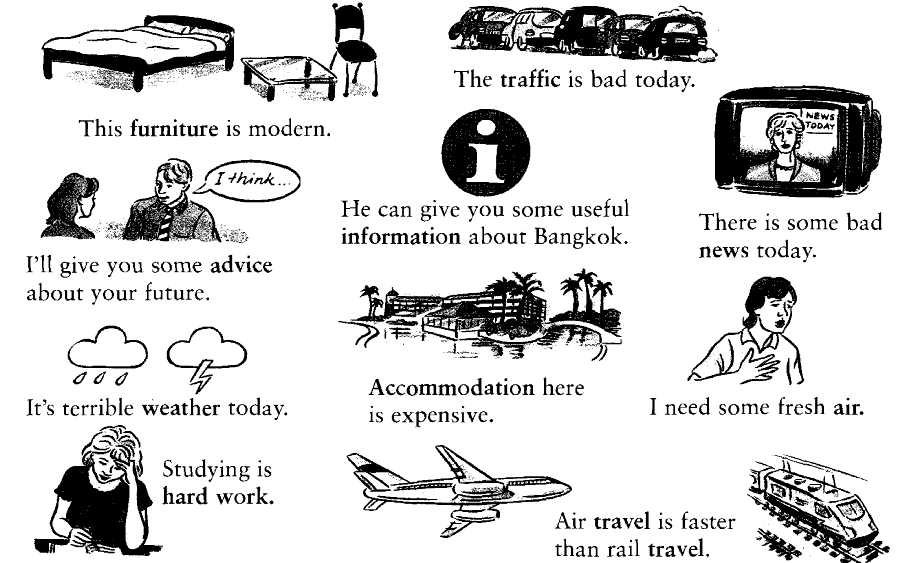 The traffic is bad today.
This furniture is modern.
NEWS
TODAY
I think...
i
He can give you some useful
information about Bangkok.
There is some bad
news today.
I'll give you some advice
about your future.
Accommodation here
is expensive.
It's terrible weather today.
I need some fresh air.
Studying is
hard work.
Air travel is faster
than rail travel.